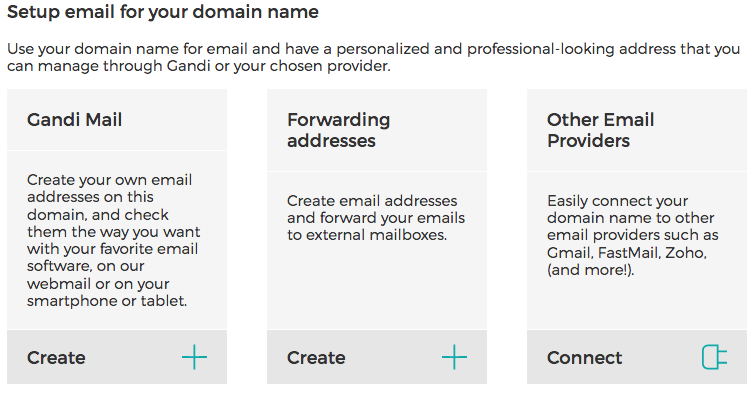 Setup email for your domain name
Use your domain name for email and have a personalized and professional-looking address that you
can manage through Gandi or your chosen provider.
Gandi Mail
Create your own email
addresses on this
domain, and check
them the way you want
with your favorite email
software, on our
webmail or on your
smartphone or tablet.
Create
Forwarding
addresses
Create email addresses
and forward your emails
to external mailboxes.
Create
Other Email
Providers
Easily connect your
domain name to other
email providers such as
Gmail, FastMail, Zoho,
(and more!).
Connect